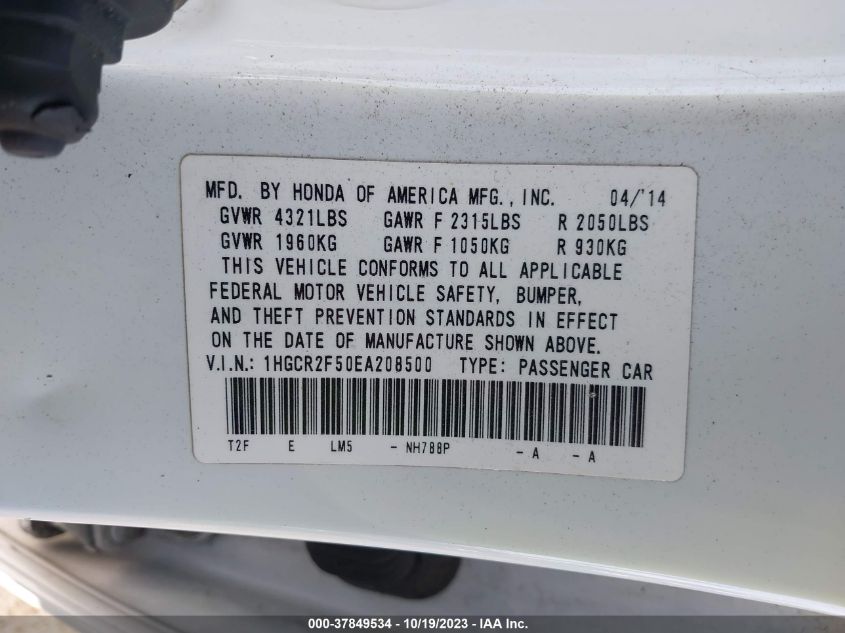 MFD. BY HONDA OF AMERICA MFG., INC. 04/'14
GVWR 4321LBS GAWR F 2315LBS R 2050LBS
GVWR 1960KG GAWR F 1050KG R 930KG
THIS VEHICLE CONFORMS TO ALL APPLICABLE
FEDERAL MOTOR VEHICLE SAFETY, BUMPER,
AND THEFT PREVENTION STANDARDS IN EFFECT
ON THE DATE OF MANUFACTURE SHOWN ABOVE.
V.I.N.: 1HGCR2F50EA208500 TYPE: PASSENGER CAR
T2F E LM5 - NH788P - A - A
000-37849534 - 10/19/2023 - IAA Inc.